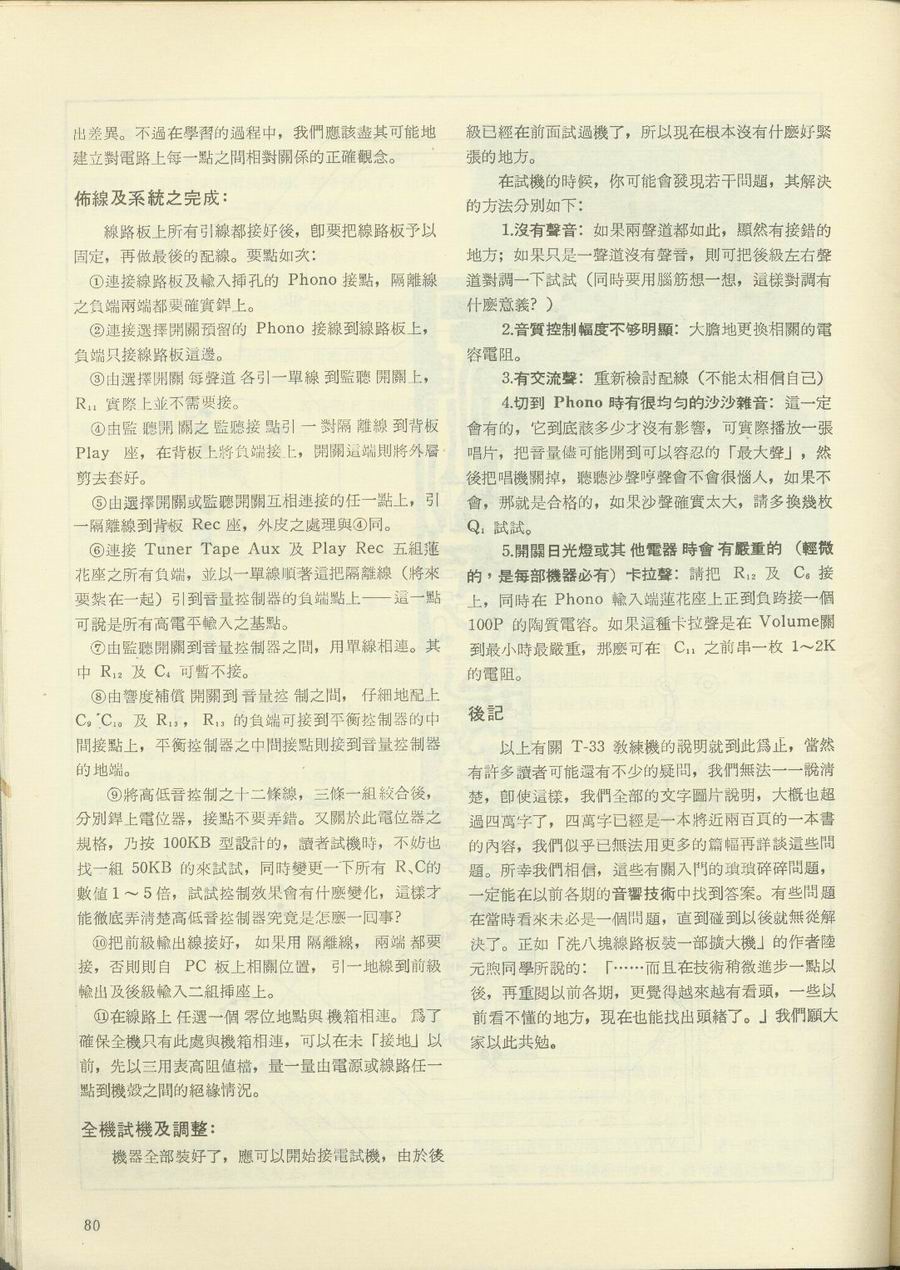 出差異。不過在學習的過程中，我們應該盡其可能地
建立對電路上每一點之間相對關係的正確觀念。
佈線及系統之完成：
線路板上所有引線都接好後，卽要把線路板予以
固定，再做最後的配線。要點如次：
①連接線路板及輸入揷孔的 Phono 接點，隔離線
之負端兩端都要確實銲上。
②連接選擇開關預留的 Phono 接線到線路板上，
負端只接線路板這邊。
③由選擇開關 每聲道 各引一單線 到監聽 開關上，
R₁₁ 實際上並不需要接。
④由監 聽開 關之 監聽接 點引 一 對隔 離線 到背板
Play 座，在背板上將負端接上，開關這端則將外層
剪去套好。
⑤由選擇開關或監聽開關互相連接的任一點上，引
一隔離線到背板 Rec 座，外皮之處理與④同。
⑥連接 Tuner Tape Aux 及 Play Rec 五組蓮
花座之所有負端，並以一單線順著這把隔離線（將來
要紮在一起）引到音量控制器的負端點上——這一點
可說是所有高電平輸入之基點。
⑦由監聽開關到音量控制器之間，用單線相連。其
中 R₁₂ 及 C₄ 可暫不接。
⑧由響度補償 開關到 音量控 制之間， 仔細地配上
C₉、C₁₀ 及 R₁₃， R₁₃ 的負端可接到平衡控制器的中
間接點上，平衡控制器之中間接點則接到音量控制器
的地端。
⑨將高低音控制之十二條線，三條一組絞合後，
分別銲上電位器，接點不要弄錯。又關於此電位器之
規格，乃按 100KB 型設計的，讀者試機時，不妨也
找一組 50KB 的來試試，同時變更一下所有 R、C的
數値 1 ～ 5 倍，試試控制效果會有什麽變化，這樣才
能徹底弄淸楚高低音控制器究竟是怎麽一囘事？
⑩把前級輸出線接好， 如果用 隔離線， 兩端 都要
接，否則則自 PC 板上相關位置， 引一地線到前級
輸出及後級輸入二組揷座上。
⑪在線路上 任選一個 零位地點與 機箱相連。 爲了
確保全機只有此處與機箱相連，可以在未「接地」以
前，先以三用表高阻値檔，量一量由電源或線路任一
點到機殼之間的絕緣情況。
全機試機及調整：
機器全部裝好了，應可以開始接電試機，由於後
級已經在前面試過機了，所以現在根本沒有什麽好緊
張的地方。
在試機的時候，你可能會發現若干問題，其解決
的方法分別如下：
1.沒有聲音：如果兩聲道都如此，顯然有接錯的
地方；如果只是一聲道沒有聲音，則可把後級左右聲
道對調一下試試（同時要用腦筋想一想，這樣對調有
什麽意義？）
2.音質控制幅度不够明顯：大膽地更換相關的電
容電阻。
3.有交流聲：重新檢討配線（不能太相信自己）
4.切到 Phono 時有很均勻的沙沙雜音：這一定
會有的，它到底該多少才沒有影響，可實際播放一張
唱片，把音量儘可能開到可以容忍的「最大聲」，然
後把唱機關掉，聽聽沙聲哼聲會不會很惱人，如果不
會，那就是合格的，如果沙聲確實太大，請多換幾枚
Q₁ 試試。
5.開關日光燈或其 他電器 時會 有嚴重的 （輕微
的，是每部機器必有）卡拉聲：請把 R₁₂ 及 C₆ 接
上，同時在 Phono 輸入端蓮花座上正到負跨接一個
100P 的陶質電容。如果這種卡拉聲是在 Volume關
到最小時最嚴重，那麽可在 C₁₁ 之前串一枚 1～2K
的電阻。
後記
以上有關 T-33 敎練機的說明就到此爲止，當然
有許多讀者可能還有不少的疑問，我們無法一一說淸
楚，卽使這樣，我們全部的文字圖片說明，大槪也超
過四萬字了，四萬字已經是一本將近兩百頁的一本書
的內容，我們似乎已無法用更多的篇幅再詳談這些問
題。所幸我們相信，這些有關入門的瑣瑣碎碎問題，
一定能在以前各期的音響技術中找到答案。有些問題
在當時看來未必是一個問題，直到碰到以後就無從解
決了。正如「洗八塊線路板裝一部擴大機」的作者陸
元煦同學所說的：「……而且在技術稍微進步一點以
後，再重閱以前各期，更覺得越來越有看頭，一些以
前看不懂的地方，現在也能找出頭緒了。」我們願大
家以此共勉。
80